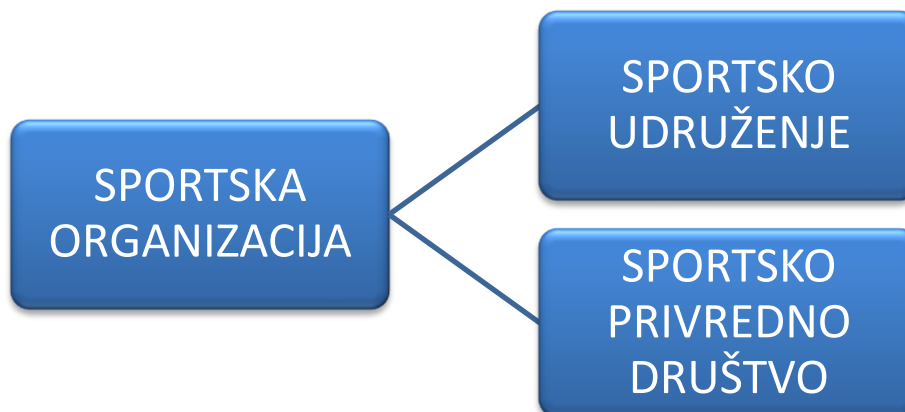 SPORTSKA
ORGANIZACIJA
SPORTSKO
UDRUŽENJE
SPORTSKO
PRIVREDNO
DRUŠTVO